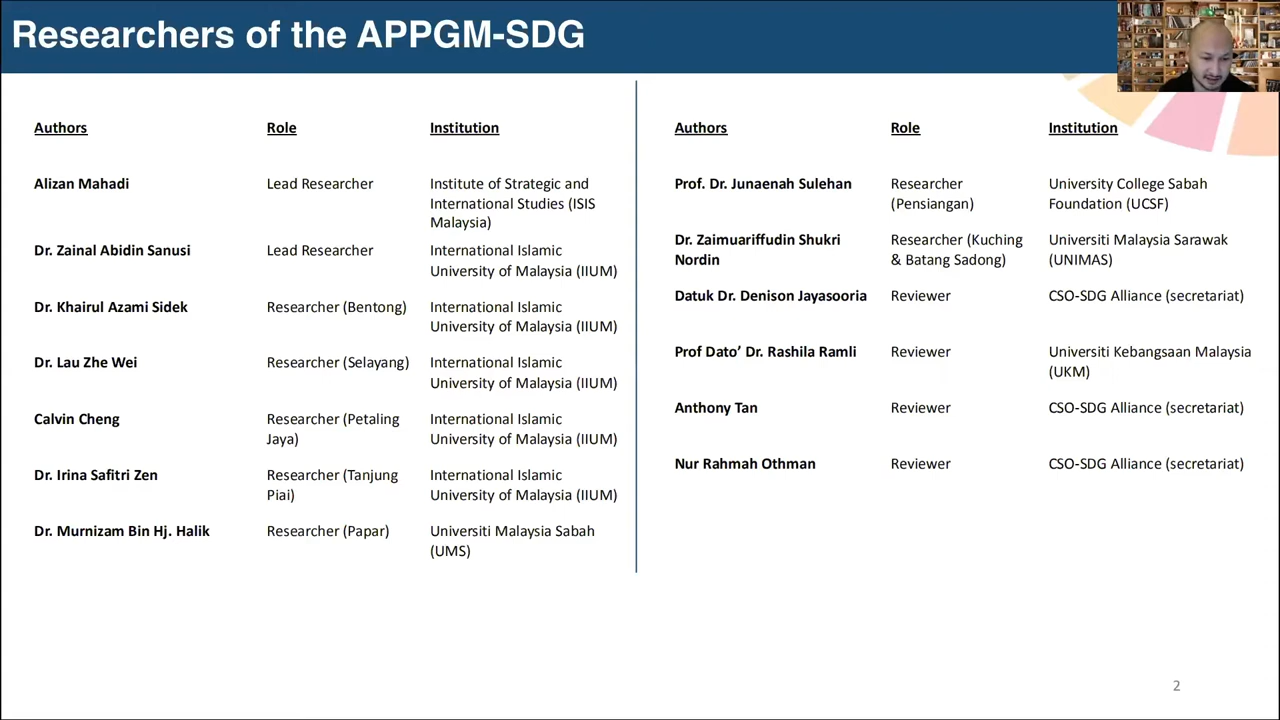 Researchers of the APPGM-SDG
Authors Role Institution
Alizan Mahadi Lead Researcher Institute of Strategic and
International Studies (ISIS
Malaysia)
Dr. Zainal Abidin Sanusi Lead Researcher International Islamic
University of Malaysia (IIUM)
Dr. Khairul Azami Sidek Researcher (Bentong) International Islamic
University of Malaysia (IIUM)
Dr. Lau Zhe Wei Researcher (Selayang) International Islamic
University of Malaysia (IIUM)
Calvin Cheng Researcher (Petaling International Islamic
Jaya) University of Malaysia (IIUM)
Dr. Irina Safitri Zen Researcher (Tanjung International Islamic
Piai) University of Malaysia (IIUM)
Dr. Murnizam Bin Hj. Halik Researcher (Papar) Universiti Malaysia Sabah
(UMS)
Authors Role Institution
Prof. Dr. Junaenah Sulehan Researcher University College Sabah
(Pensiangan) Foundation (UCSF)
Dr. Zaimuariffudin Shukri Researcher (Kuching Universiti Malaysia Sarawak
Nordin & Batang Sadong) (UNIMAS)
Datuk Dr. Denison Jayasooria Reviewer CSO-SDG Alliance (secretariat)
Prof Dato’ Dr. Rashila Ramli Reviewer Universiti Kebangsaan Malaysia
(UKM)
Anthony Tan Reviewer CSO-SDG Alliance (secretariat)
Nur Rahmah Othman Reviewer CSO-SDG Alliance (secretariat)
2